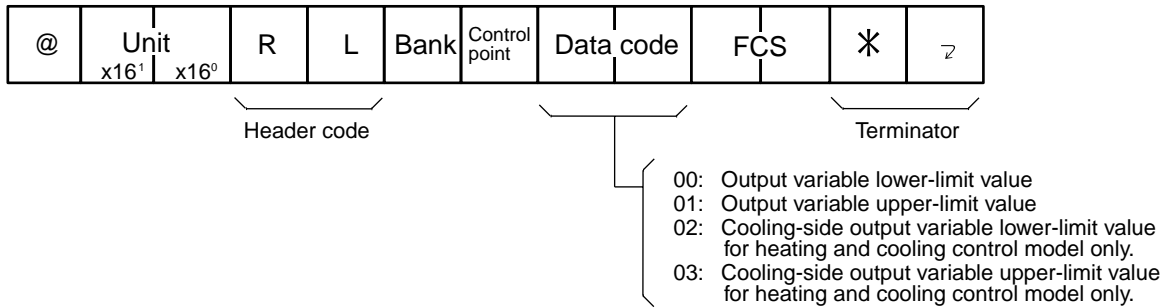 @ Unit x16¹ x16⁰ R L Bank Control point Data code FCS * ↵
Header code Terminator
00: Output variable lower-limit value
01: Output variable upper-limit value
02: Cooling-side output variable lower-limit value
for heating and cooling control model only.
03: Cooling-side output variable upper-limit value
for heating and cooling control model only.